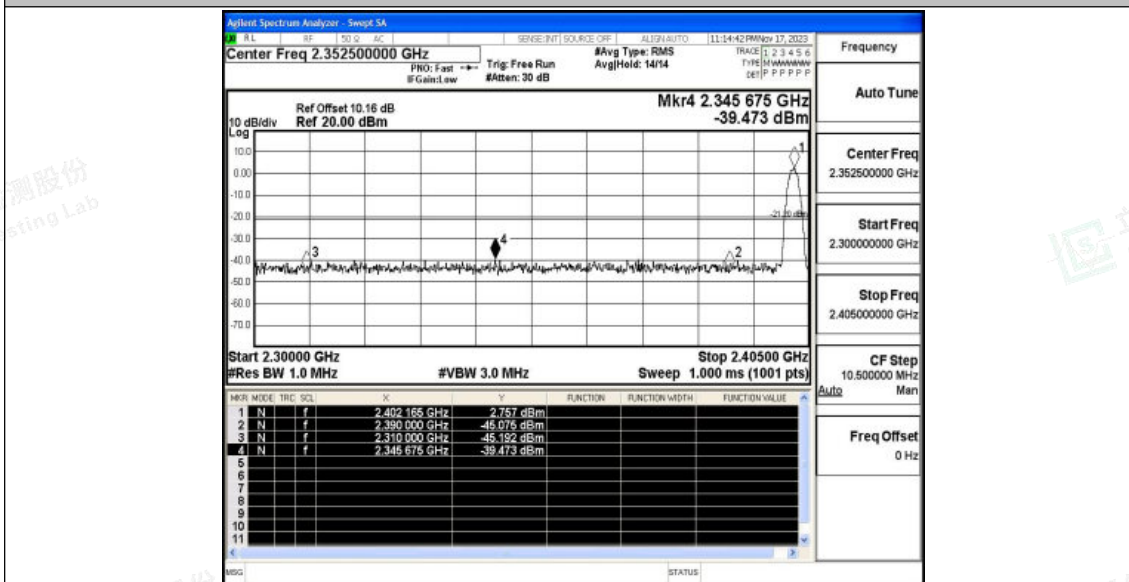 Agilent Spectrum Analyzer - Swept SA
RL RF 50 Ω AC SENSE:INT SOURCE OFF ALIGNAUTO 11:14:42 PM Nov 17, 2023
Center Freq 2.352500000 GHz
PNO: Fast
IFGain:Low
Trig: Free Run
#Atten: 30 dB
#Avg Type: RMS
Avg|Hold: 14/14
TRACE 1 2 3 4 5 6
TYPE M W W W W W
DET P P P P P P
Frequency
Auto Tune
Center Freq
2.352500000 GHz
Start Freq
2.300000000 GHz
Stop Freq
2.405000000 GHz
CF Step
10.500000 MHz
Auto Man
Freq Offset
0 Hz
Mkr4 2.345 675 GHz
-39.473 dBm
Ref Offset 10.16 dB
10 dB/div Ref 20.00 dBm
Log
10.0
0.00
-10.0
-20.0
-30.0
-40.0
-50.0
-60.0
-70.0
1
-21.20 dBm
3
4
2
Start 2.30000 GHz Stop 2.40500 GHz
#Res BW 1.0 MHz #VBW 3.0 MHz Sweep 1.000 ms (1001 pts)
MKR MODE TRC SCL X Y FUNCTION FUNCTION WIDTH FUNCTION VALUE
1 N f 2.402 165 GHz 2.757 dBm
2 N f 2.390 000 GHz -45.075 dBm
3 N f 2.310 000 GHz -45.192 dBm
4 N f 2.345 675 GHz -39.473 dBm
5
6
7
8
9
10
11
MSG STATUS
测股份
sting Lab